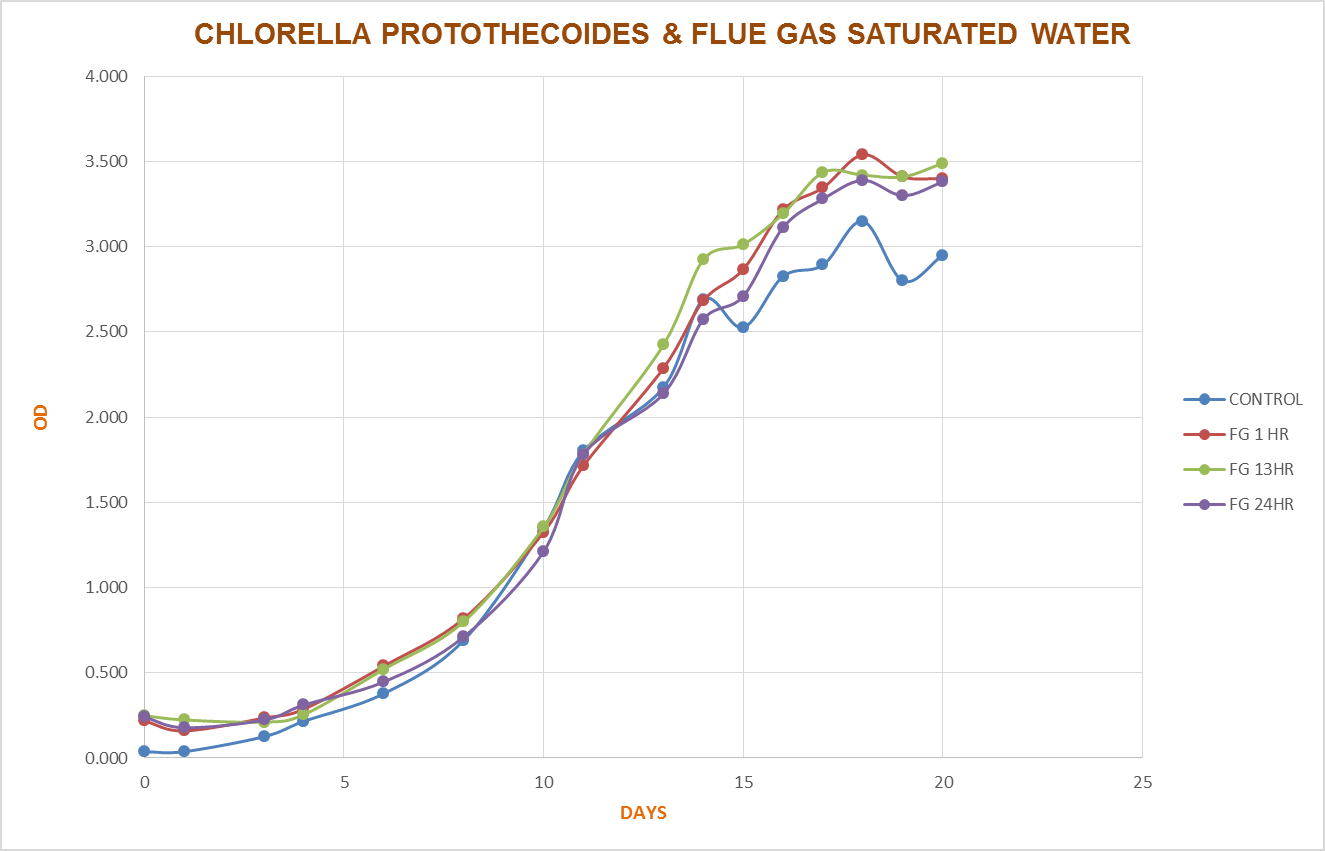 CHLORELLA PROTOTHECOIDES & FLUE GAS SATURATED WATER
4.000
3.500
3.000
2.500
2.000
1.500
1.000
0.500
0.000
OD
0 5 10 15 20 25
DAYS
CONTROL
FG 1 HR
FG 13HR
FG 24HR